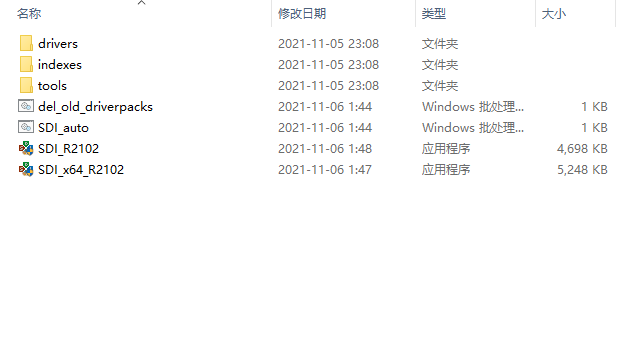 名称 修改日期 类型 大小
drivers 2021-11-05 23:08 文件夹
indexes 2021-11-05 23:08 文件夹
tools 2021-11-05 23:08 文件夹
del_old_driverpacks 2021-11-06 1:44 Windows 批处理... 1 KB
SDI_auto 2021-11-06 1:44 Windows 批处理... 1 KB
SDI_R2102 2021-11-06 1:48 应用程序 4,698 KB
SDI_x64_R2102 2021-11-06 1:47 应用程序 5,248 KB